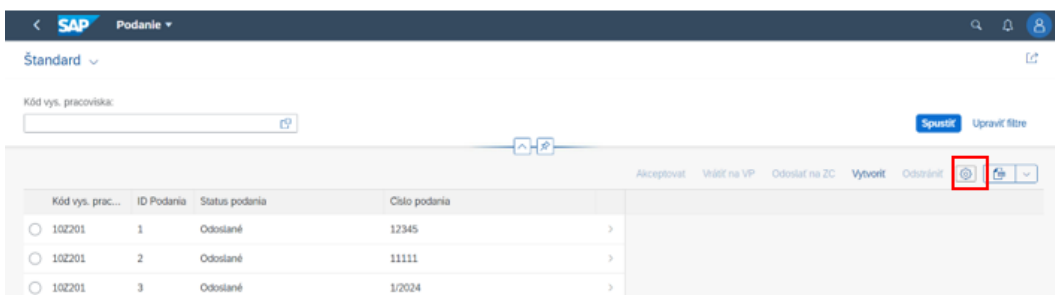 SAP Podanie
Štandard
Kód vys. pracoviska:
Spustiť Upraviť filtre
Akceptovať Vrátiť na VP Odoslať na ZC Vytvoriť Odstrániť
Kód vys. prac... ID Podania Status podania Číslo podania
10Z201 1 Odoslané 12345
10Z201 2 Odoslané 11111
10Z201 3 Odoslané 1/2024